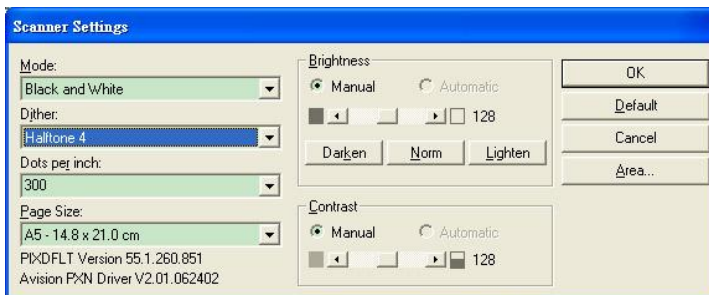 Scanner Settings
Mode:
Black and White
Dither:
Halftone 4
Dots per inch:
300
Page Size:
A5 - 14.8 x 21.0 cm
PIXDFLT Version 55.1.260.851
Avision PXN Driver V2.01.062402
Brightness
Manual
Automatic
128
Darken
Norm
Lighten
Contrast
Manual
Automatic
128
OK
Default
Cancel
Area...